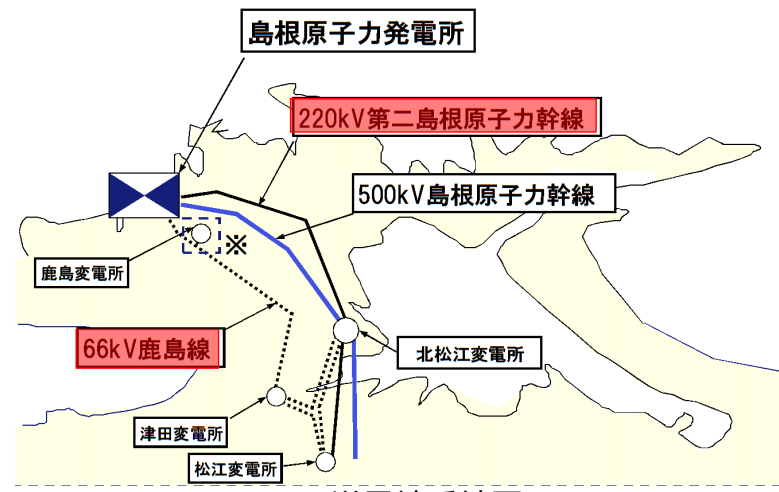 島根原子力発電所
220kV第二島根原子力幹線
500kV島根原子力幹線
※
鹿島変電所
66kV鹿島線
北松江変電所
津田変電所
松江変電所